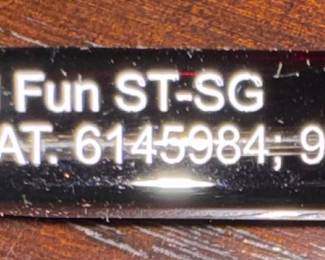 Fun ST-SG
AT. 6145984; 9